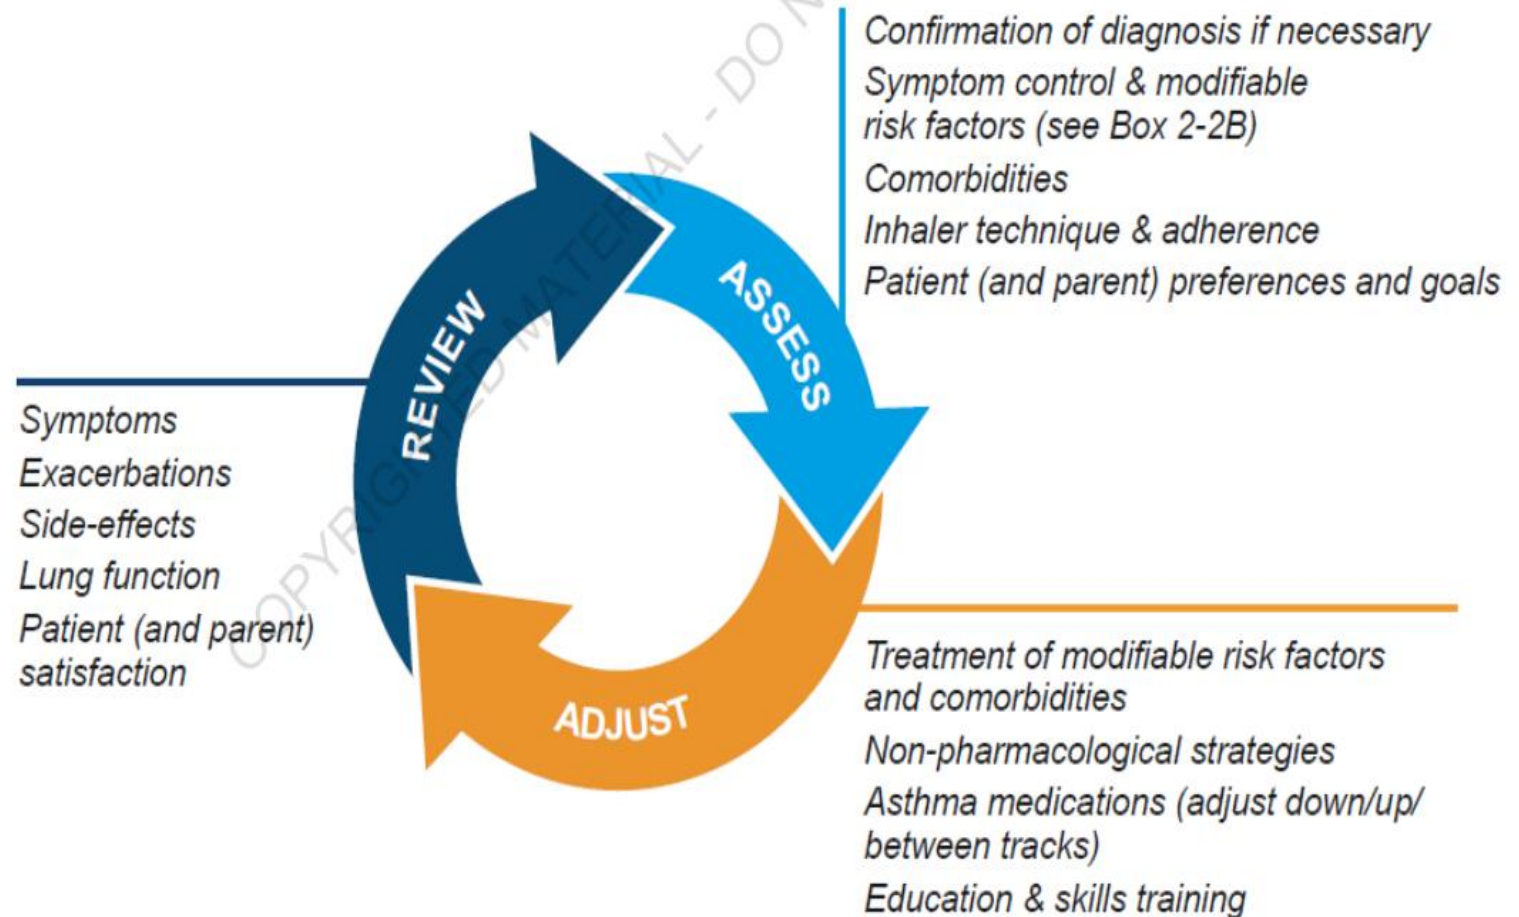 Confirmation of diagnosis if necessary
Symptom control & modifiable
risk factors (see Box 2-2B)
Comorbidities
Inhaler technique & adherence
Patient (and parent) preferences and goals
ASSESS
REVIEW
Symptoms
Exacerbations
Side-effects
Lung function
Patient (and parent)
satisfaction
ADJUST
Treatment of modifiable risk factors
and comorbidities
Non-pharmacological strategies
Asthma medications (adjust down/up/
between tracks)
Education & skills training
COPYRIGHTED MATERIAL - DO